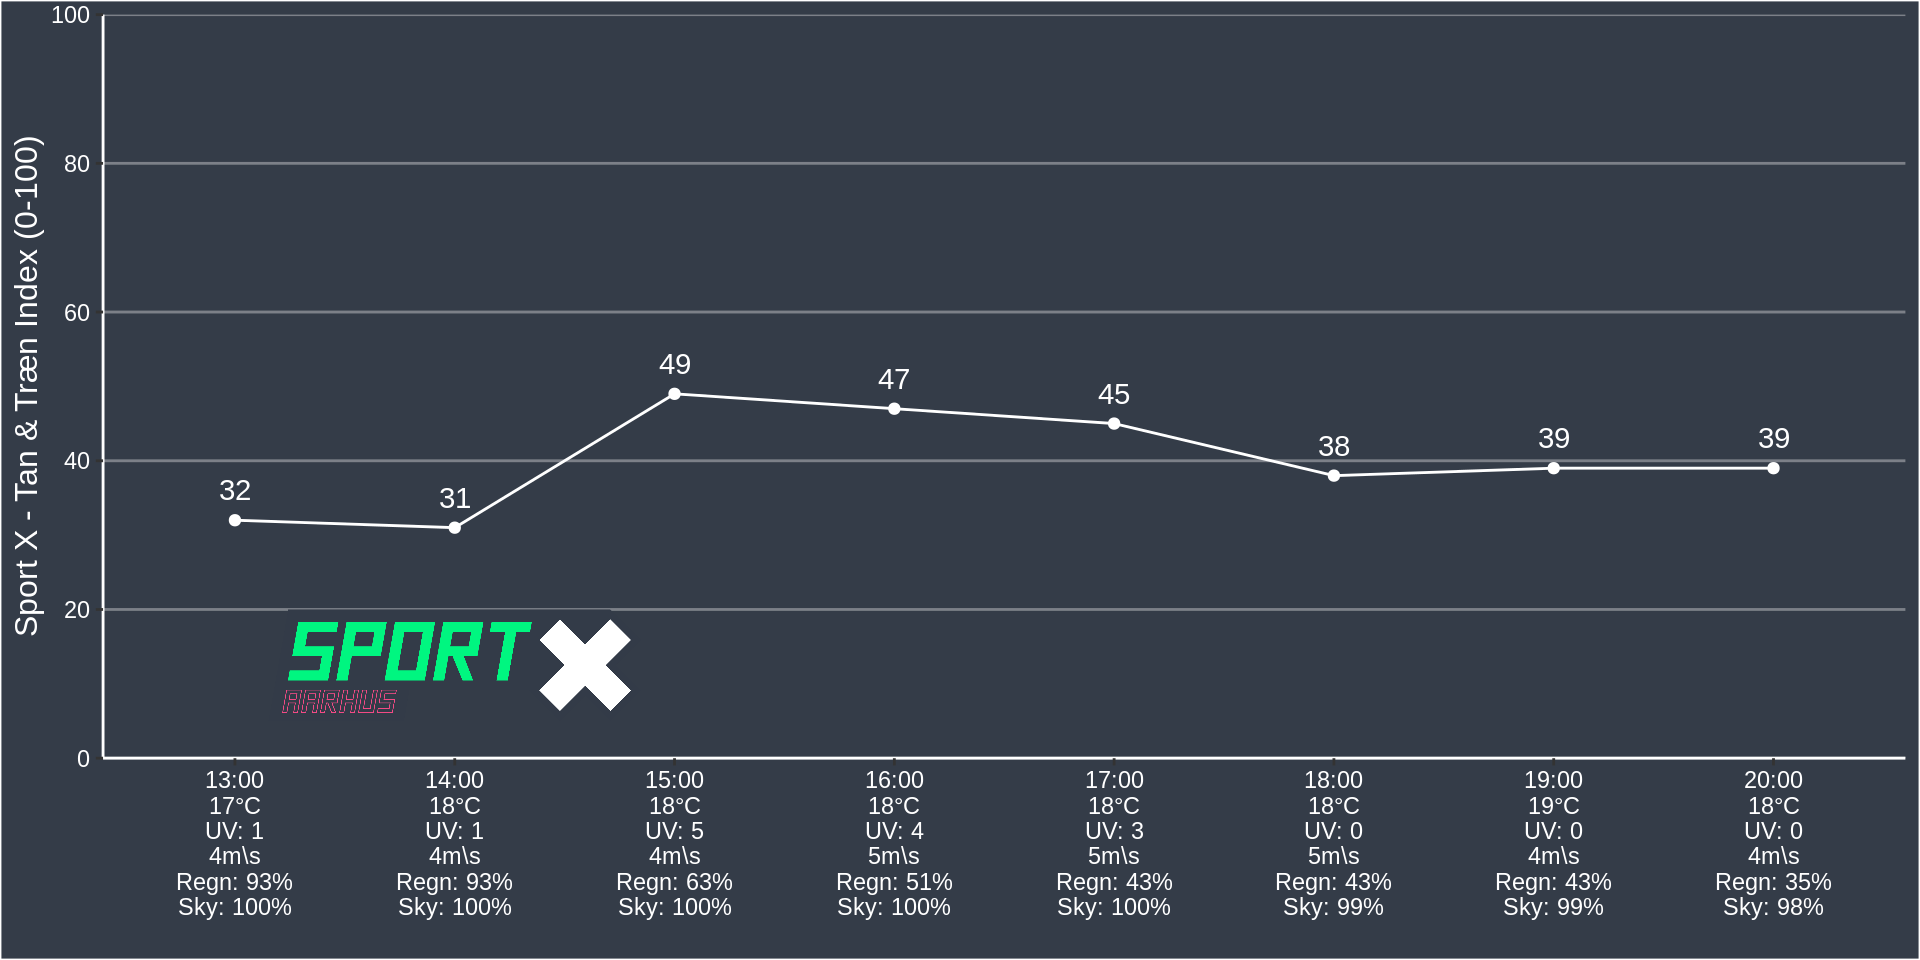 Sport X - Tan & Træn Index (0-100)
100
80
60
40
20
0
32
31
49
47
45
38
39
39
SPORT X
AARHUS
13:00
17°C
UV: 1
4m\s
Regn: 93%
Sky: 100%
14:00
18°C
UV: 1
4m\s
Regn: 93%
Sky: 100%
15:00
18°C
UV: 5
4m\s
Regn: 63%
Sky: 100%
16:00
18°C
UV: 4
5m\s
Regn: 51%
Sky: 100%
17:00
18°C
UV: 3
5m\s
Regn: 43%
Sky: 100%
18:00
18°C
UV: 0
5m\s
Regn: 43%
Sky: 99%
19:00
19°C
UV: 0
4m\s
Regn: 43%
Sky: 99%
20:00
18°C
UV: 0
4m\s
Regn: 35%
Sky: 98%